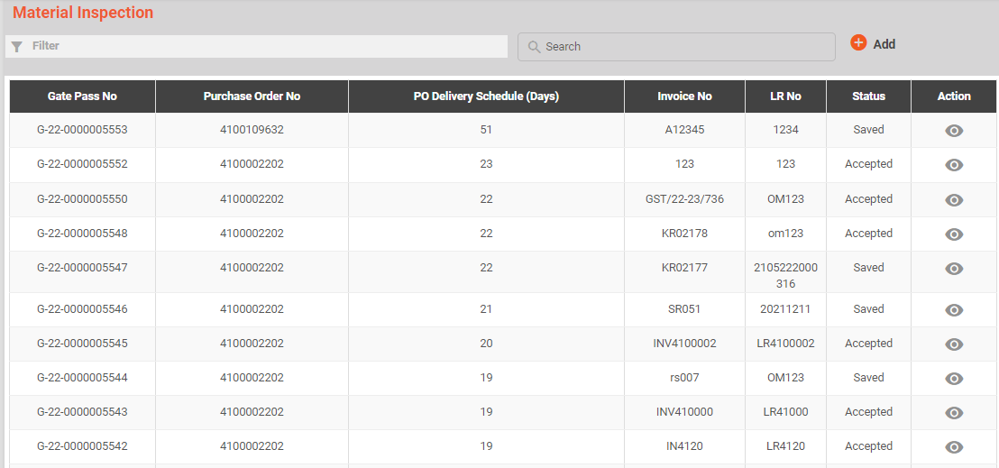 Material Inspection
Filter
Search
Add
Gate Pass No Purchase Order No PO Delivery Schedule (Days) Invoice No LR No Status Action
G-22-0000005553 4100109632 51 A12345 1234 Saved
G-22-0000005552 4100002202 23 123 123 Accepted
G-22-0000005550 4100002202 22 GST/22-23/736 OM123 Accepted
G-22-0000005548 4100002202 22 KR02178 om123 Accepted
G-22-0000005547 4100002202 22 KR02177 2105222000 Saved
316
G-22-0000005546 4100002202 21 SR051 20211211 Saved
G-22-0000005545 4100002202 20 INV4100002 LR4100002 Accepted
G-22-0000005544 4100002202 19 rs007 OM123 Saved
G-22-0000005543 4100002202 19 INV410000 LR41000 Accepted
G-22-0000005542 4100002202 19 IN4120 LR4120 Accepted